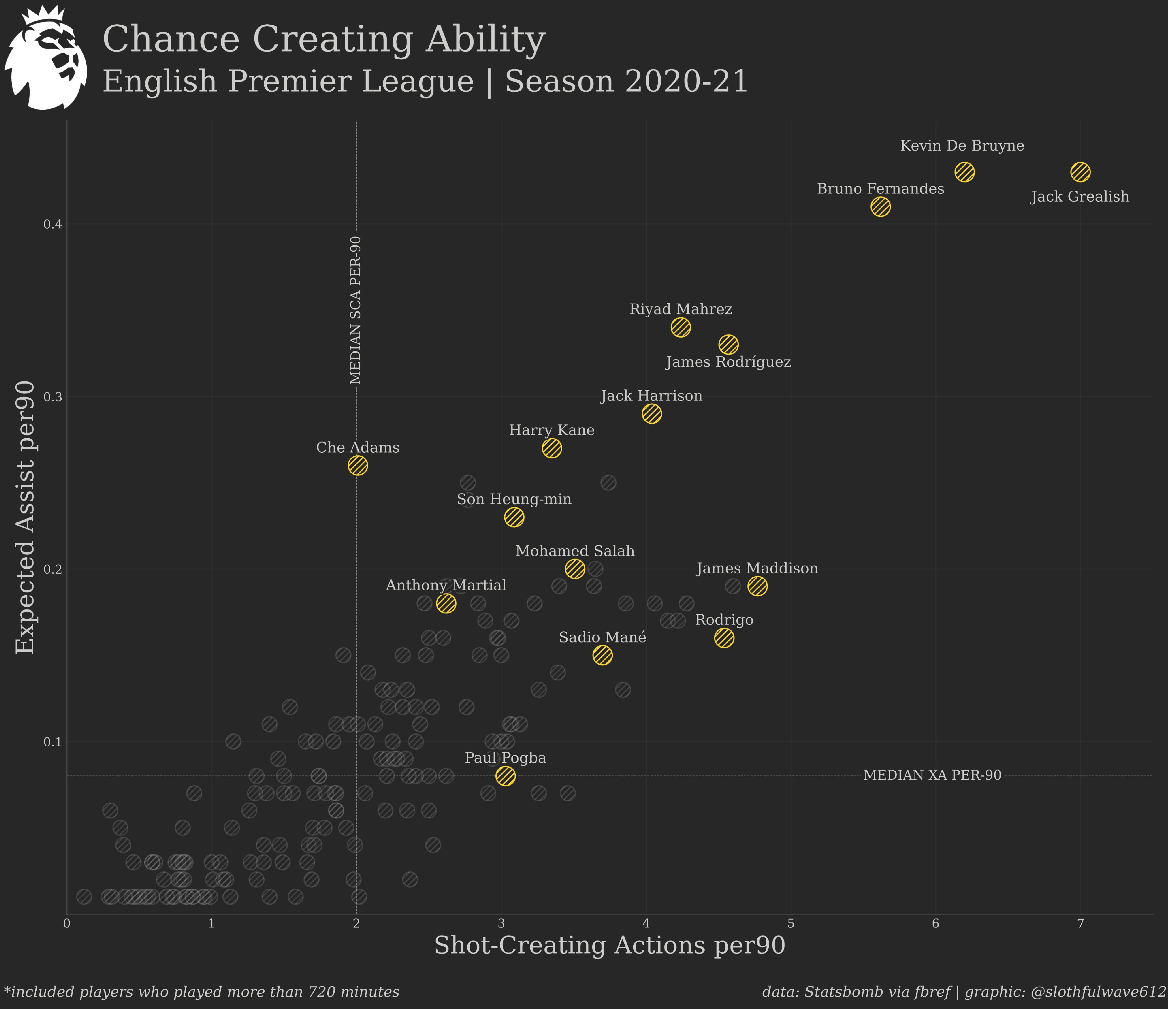 Chance Creating Ability
English Premier League | Season 2020-21
Kevin De Bruyne
Bruno Fernandes
Jack Grealish
0.4
MEDIAN SCA PER-90
Riyad Mahrez
James Rodríguez
0.3
Jack Harrison
Harry Kane
Che Adams
Son Heung-min
Mohamed Salah
0.2
James Maddison
Anthony Martial
Rodrigo
Sadio Mané
Expected Assist per90
0.1
Paul Pogba
MEDIAN XA PER-90
0 1 2 3 4 5 6 7
Shot-Creating Actions per90
*included players who played more than 720 minutes
data: Statsbomb via fbref | graphic: @slothfulwave612